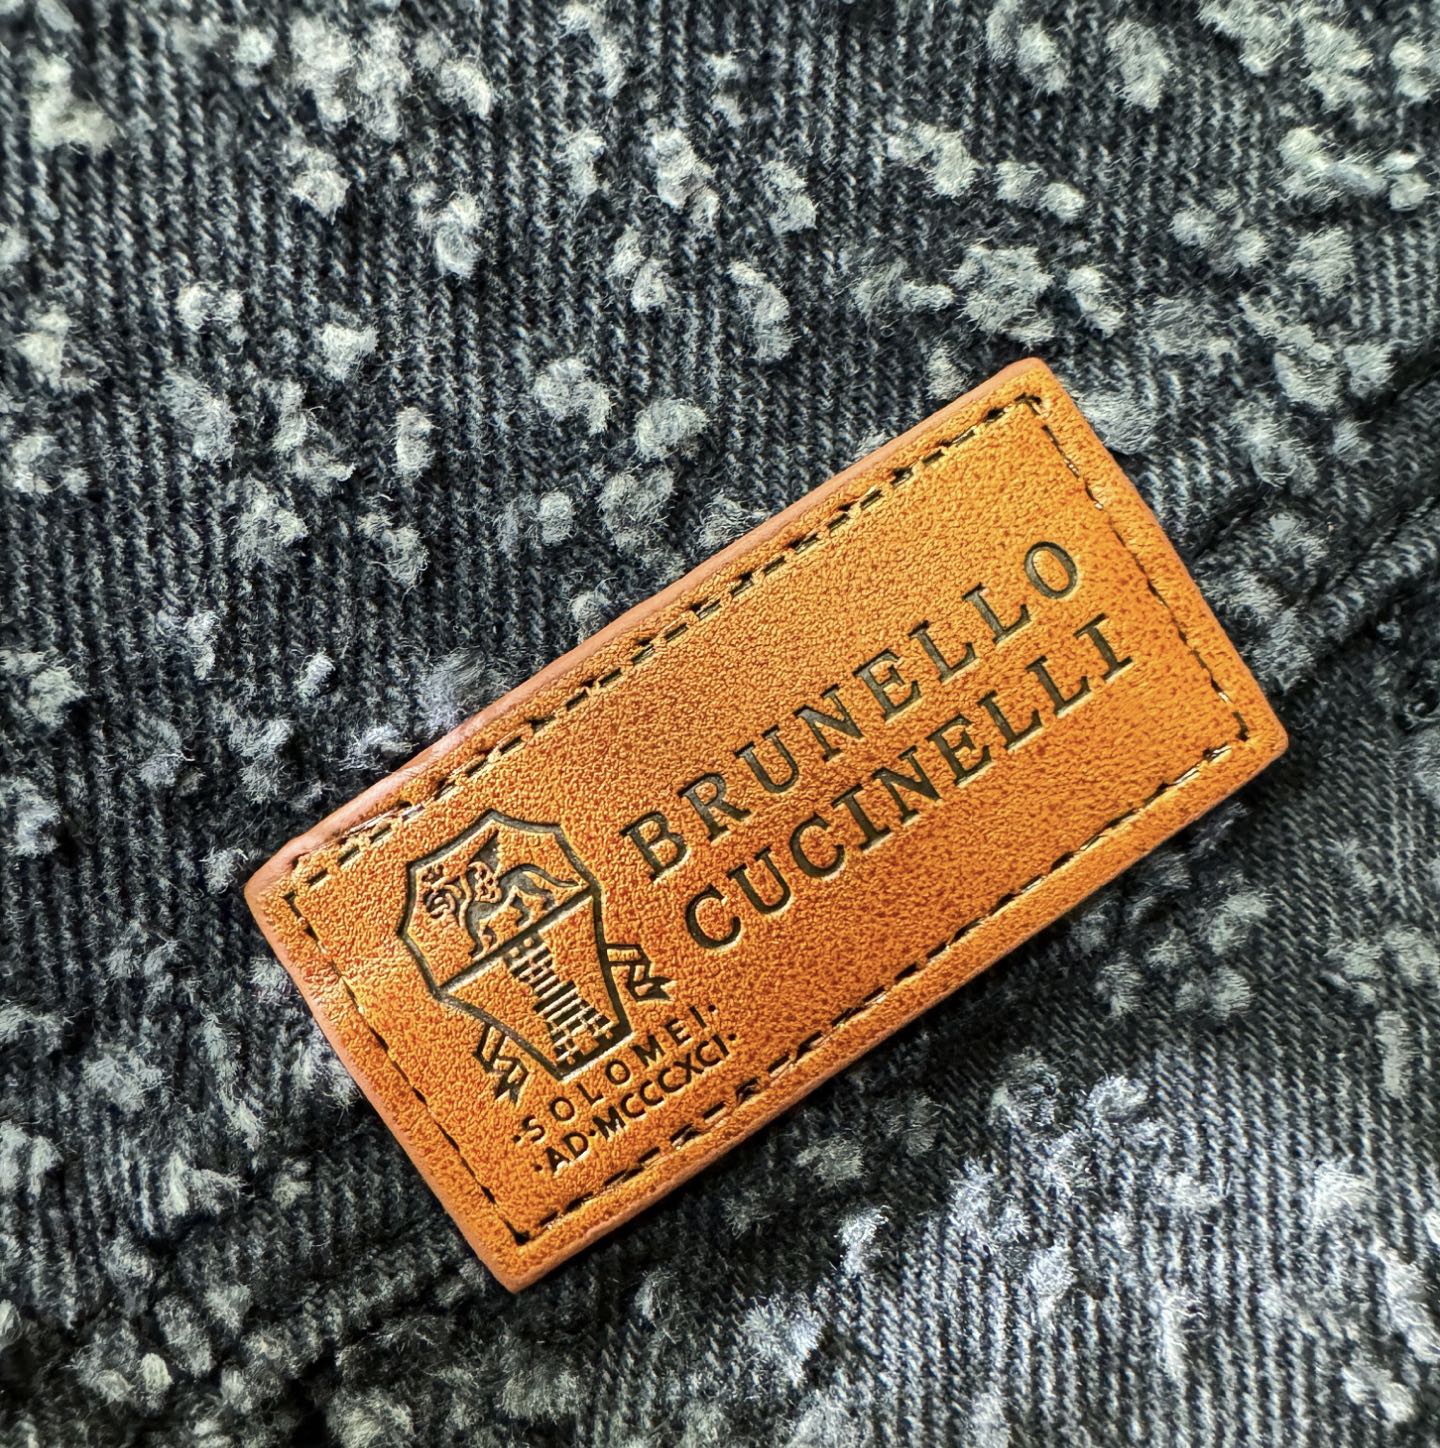 BRUNELLO
CUCINELLI
·SOLOMEI·
·AD·MCCCXCI·